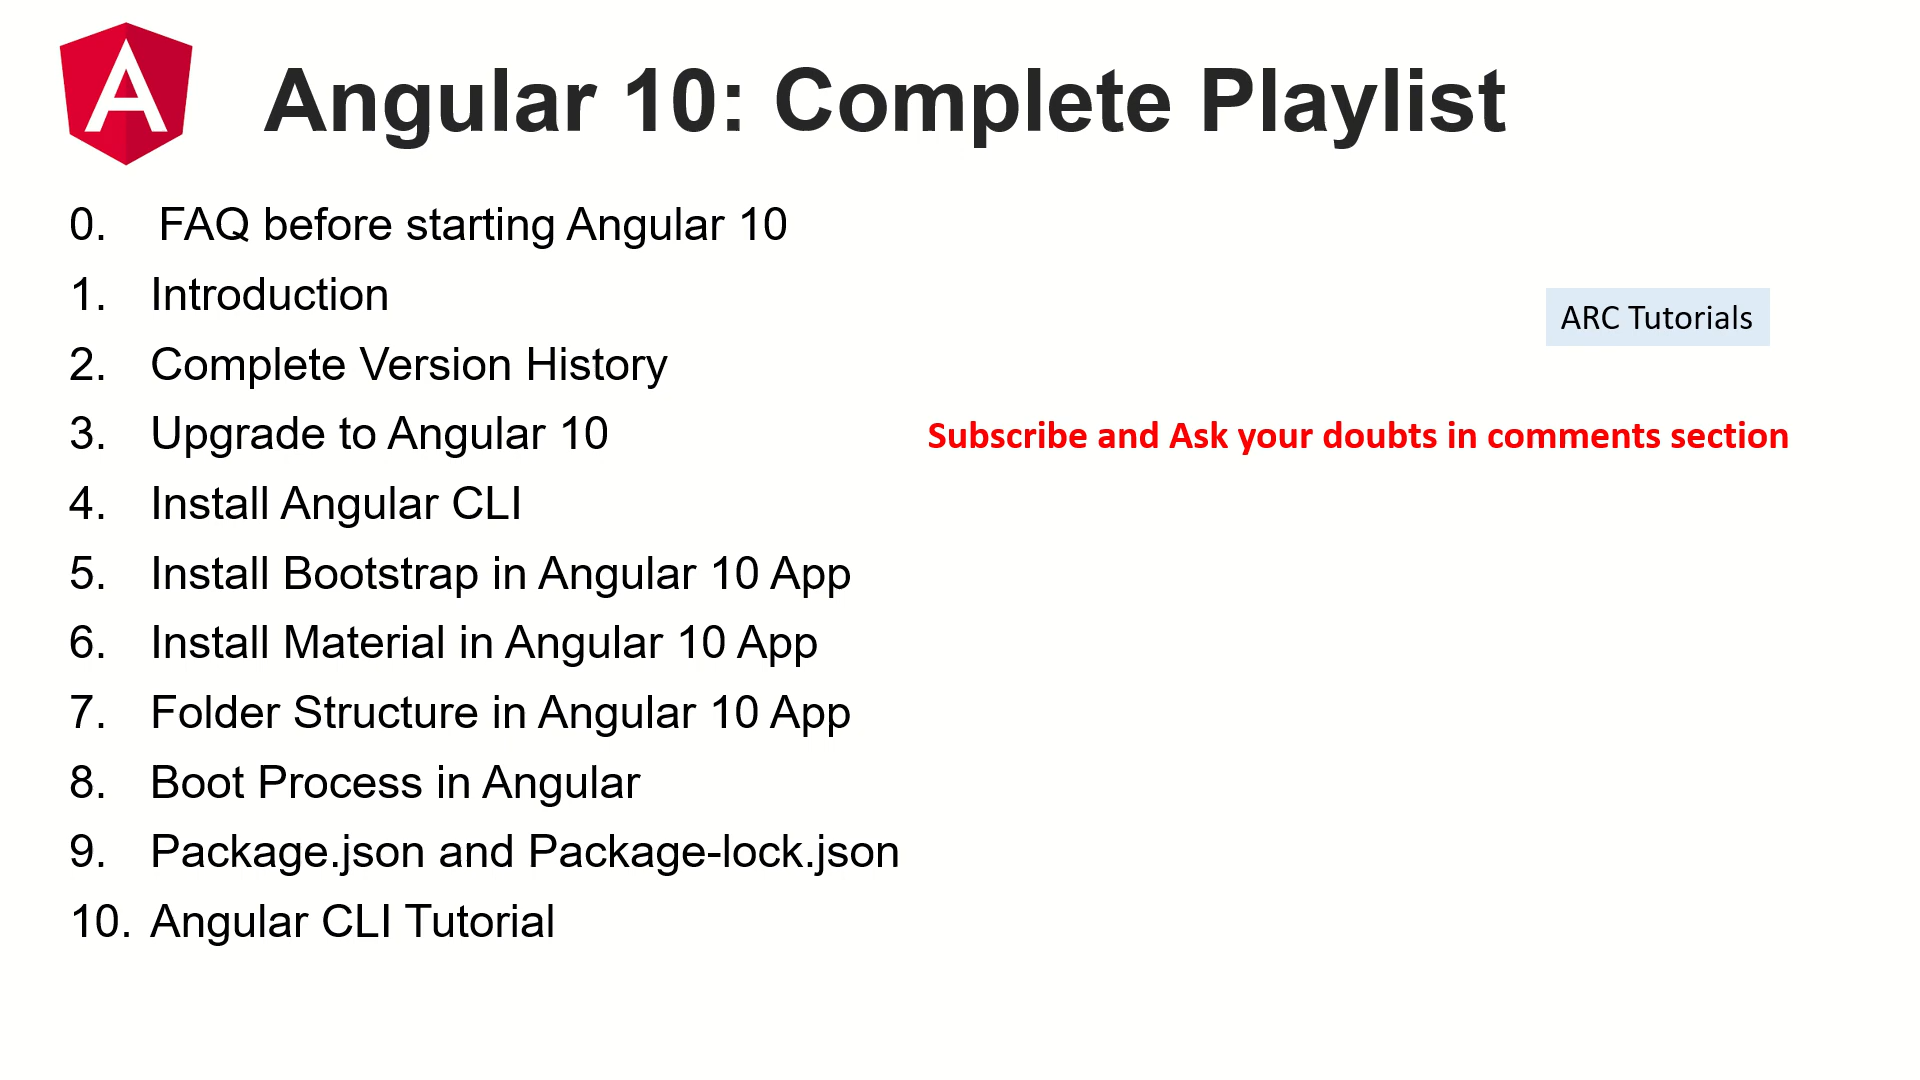 Angular 10: Complete Playlist
0. FAQ before starting Angular 10
1. Introduction
2. Complete Version History
3. Upgrade to Angular 10
4. Install Angular CLI
5. Install Bootstrap in Angular 10 App
6. Install Material in Angular 10 App
7. Folder Structure in Angular 10 App
8. Boot Process in Angular
9. Package.json and Package-lock.json
10. Angular CLI Tutorial
ARC Tutorials
Subscribe and Ask your doubts in comments section